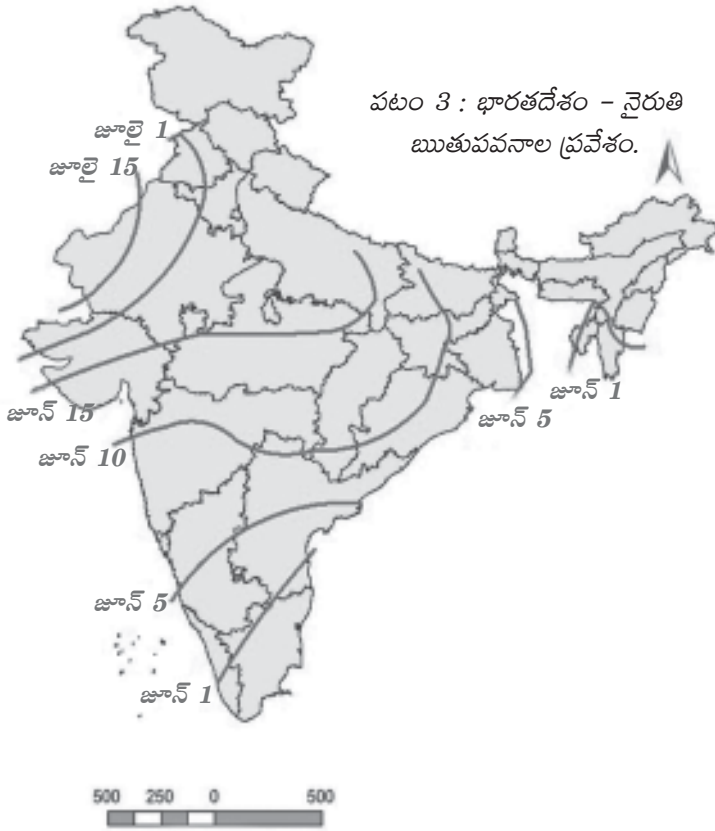 పటం 3 : భారతదేశం – నైరుతి
ఋతుపవనాల ప్రవేశం.
జూలై 1
జూలై 15
జూన్ 15
జూన్ 10
జూన్ 5
జూన్ 1
జూన్ 5
జూన్ 1
500 250 0 500